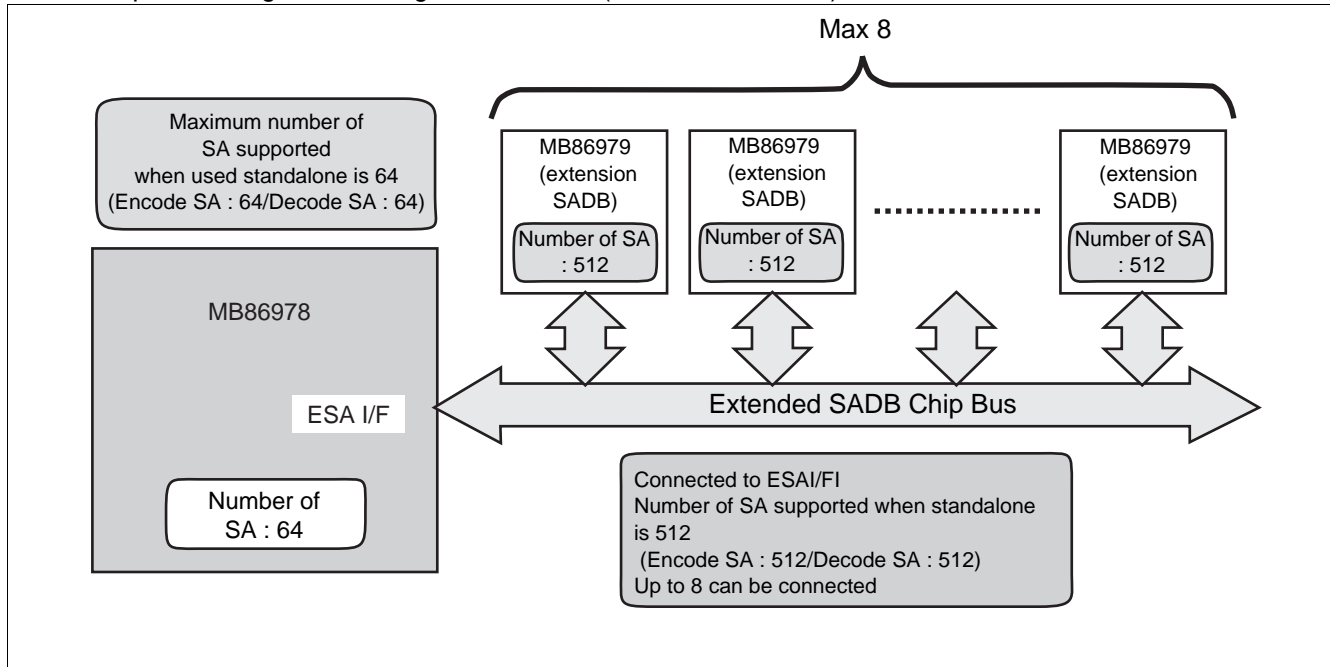 Max 8
Maximum number of
SA supported
when used standalone is 64
(Encode SA : 64/Decode SA : 64)
MB86979
(extension
SADB)
Number of SA
: 512
MB86979
(extension
SADB)
Number of SA
: 512
MB86979
(extension
SADB)
Number of SA
: 512
MB86978
ESA I/F
Extended SADB Chip Bus
Number of
SA : 64
Connected to ESAI/FI
Number of SA supported when standalone
is 512
(Encode SA : 512/Decode SA : 512)
Up to 8 can be connected